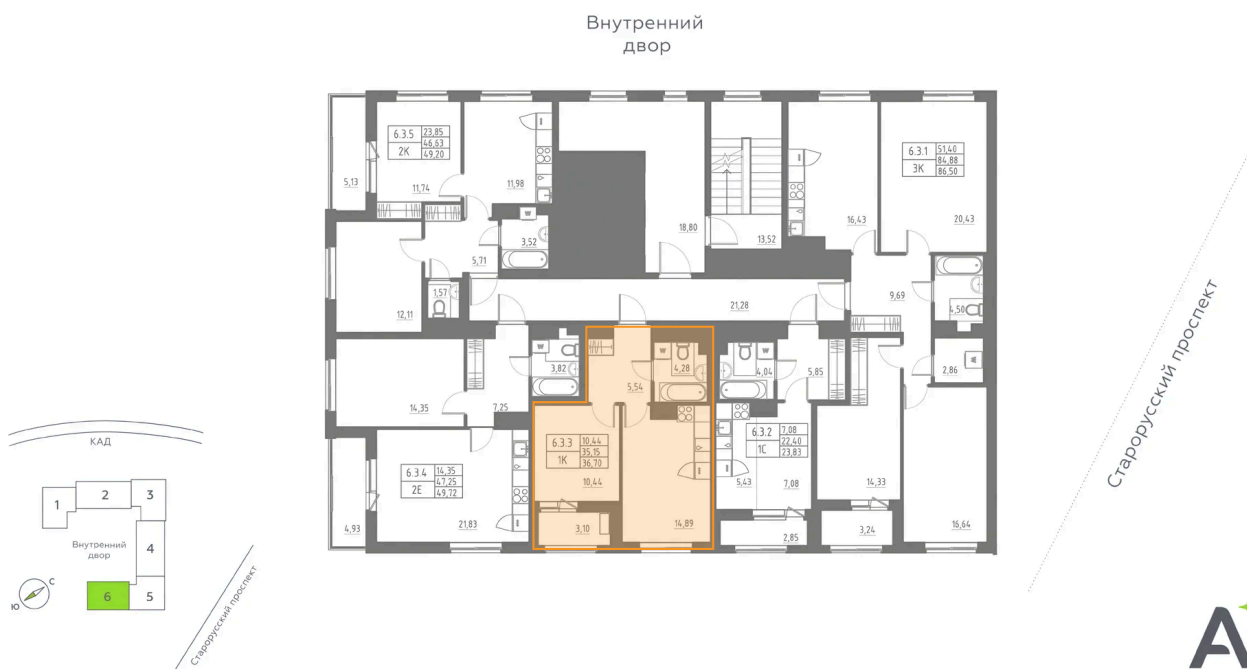 Внутренний
двор
6.3.5 23,85
46,63
2К 49,20
5,13
11,74
11,98
18,80
13,52
16,43
6.3.1 51,40
84,88
3К 86,50
20,43
3,52
5,71
1,57
12,11
21,28
9,69
4,50
2,86
14,35
7,25
w
3,82
w
4,28
5,54
w
4,04
5,85
6.3.4 14,35
47,25
2Е 49,72
4,93
21,83
6.3.3 10,44
35,15
1К 36,70
10,44
3,10
14,89
6.3.2 7,08
22,40
1С 23,83
5,43
7,08
2,85
14,33
3,24
16,64
w
Старорусский проспект
КАД
1
2
3
4
5
6
Внутренний
двор
С
Ю
Старорусский проспект
А